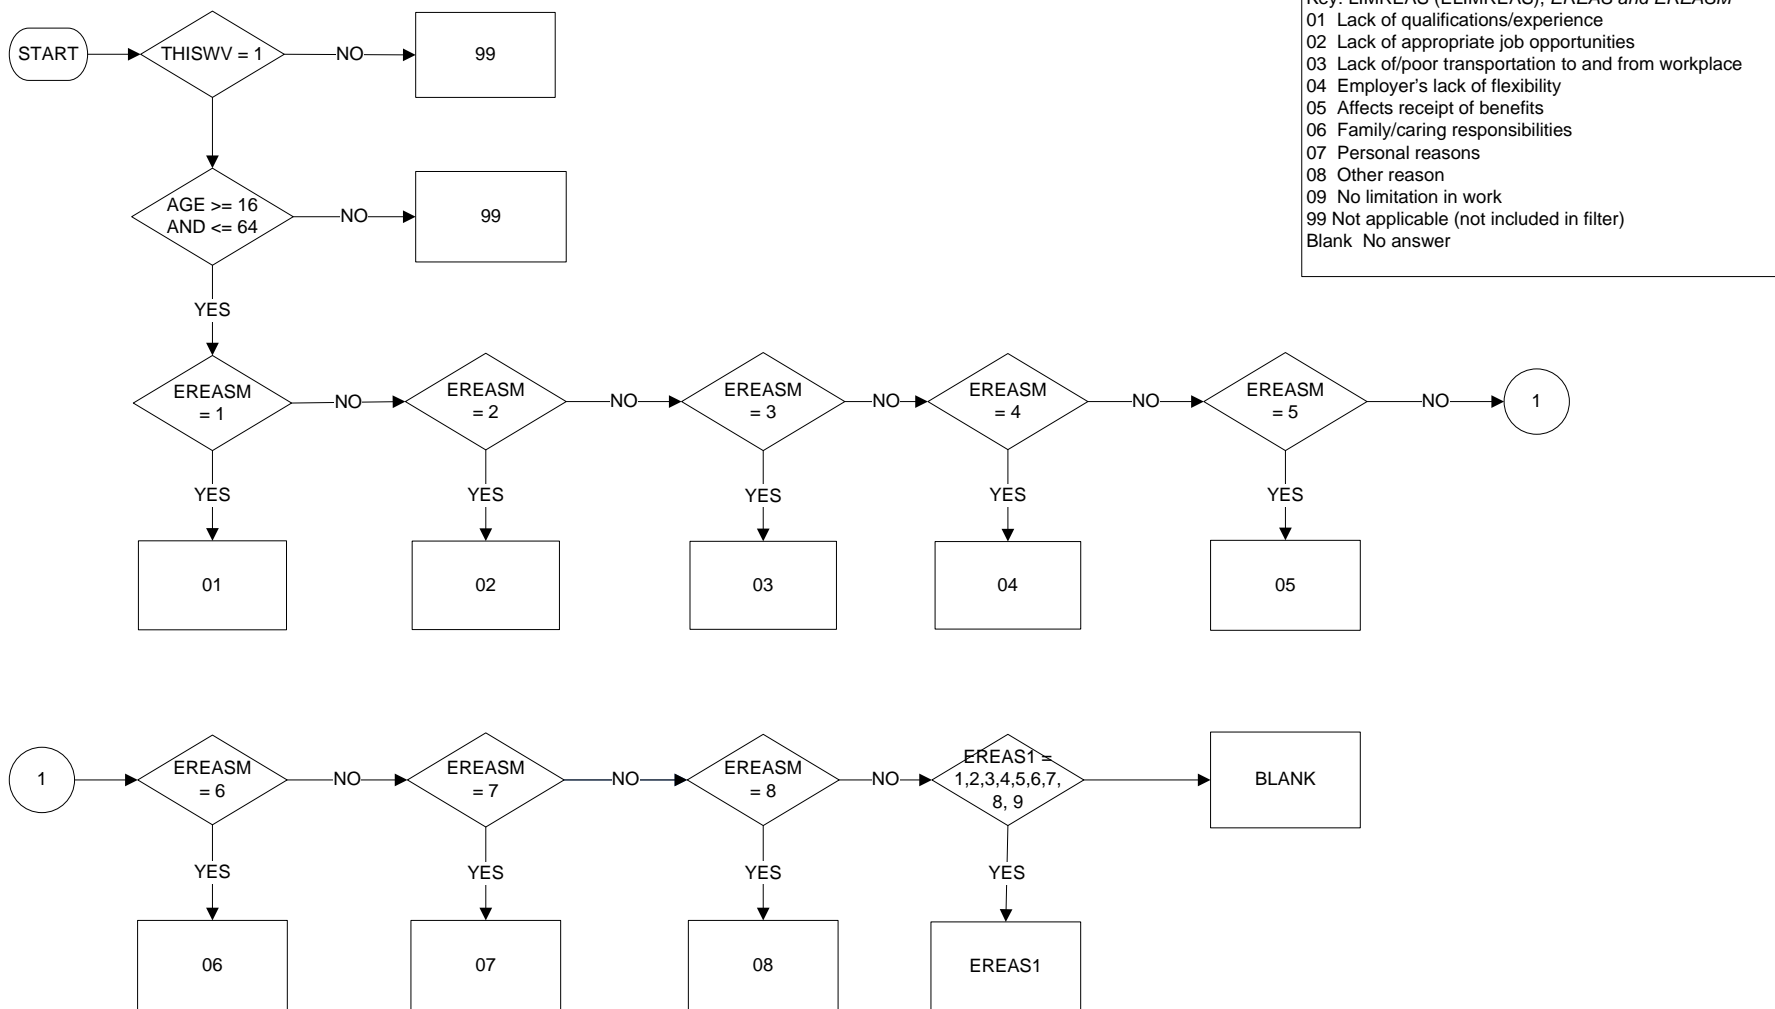 Key: LIMREAS (ELIMREAS), EREAS and EREASM
01 Lack of qualifications/experience
02 Lack of appropriate job opportunities
03 Lack of/poor transportation to and from workplace
04 Employer's lack of flexibility
05 Affects receipt of benefits
06 Family/caring responsibilities
07 Personal reasons
08 Other reason
09 No limitation in work
99 Not applicable (not included in filter)
Blank No answer
START
THISWV = 1
NO
99
AGE >= 16
AND <= 64
NO
99
YES
EREASM
= 1
NO
EREASM
= 2
NO
EREASM
= 3
NO
EREASM
= 4
NO
EREASM
= 5
NO
1
YES
YES
YES
YES
YES
01
02
03
04
05
1
EREASM
= 6
NO
EREASM
= 7
NO
EREASM
= 8
NO
EREAS1 =
1,2,3,4,5,6,7,
8, 9
BLANK
YES
YES
YES
YES
06
07
08
EREAS1